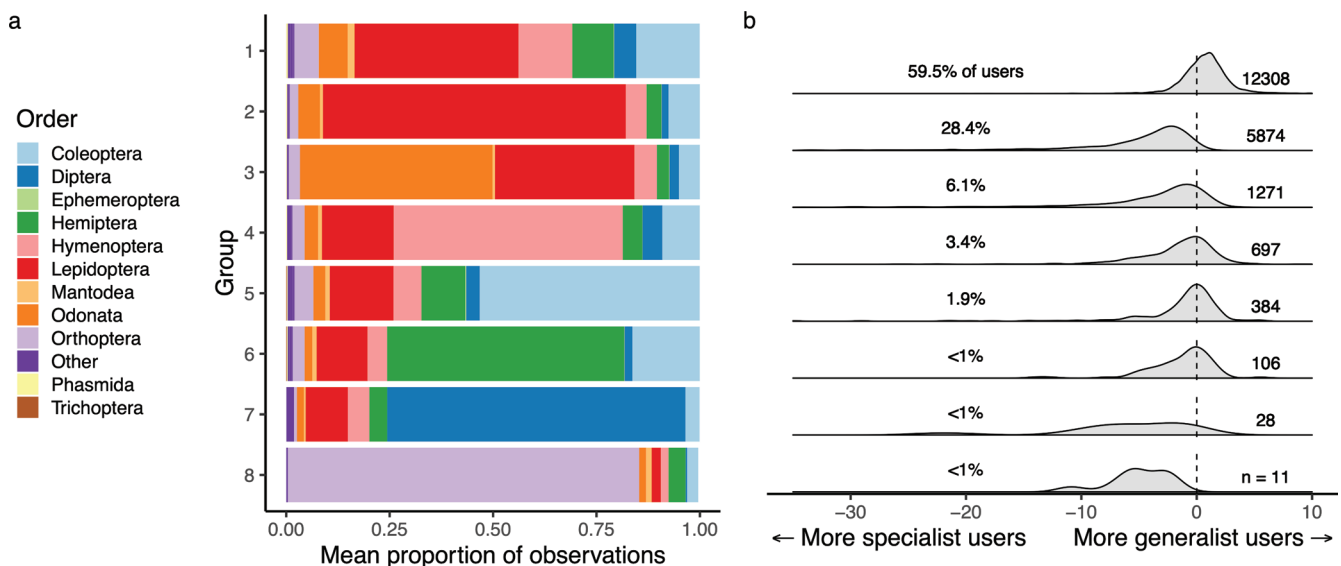 a
Order
Coleoptera
Diptera
Ephemeroptera
Hemiptera
Hymenoptera
Lepidoptera
Mantodea
Odonata
Orthoptera
Other
Phasmida
Trichoptera
Group
1
2
3
4
5
6
7
8
0.00 0.25 0.50 0.75 1.00
Mean proportion of observations
b
59.5% of users 12308
28.4% 5874
6.1% 1271
3.4% 697
1.9% 384
<1% 106
<1% 28
<1% n = 11
−30 −20 −10 0 10
← More specialist users More generalist users →